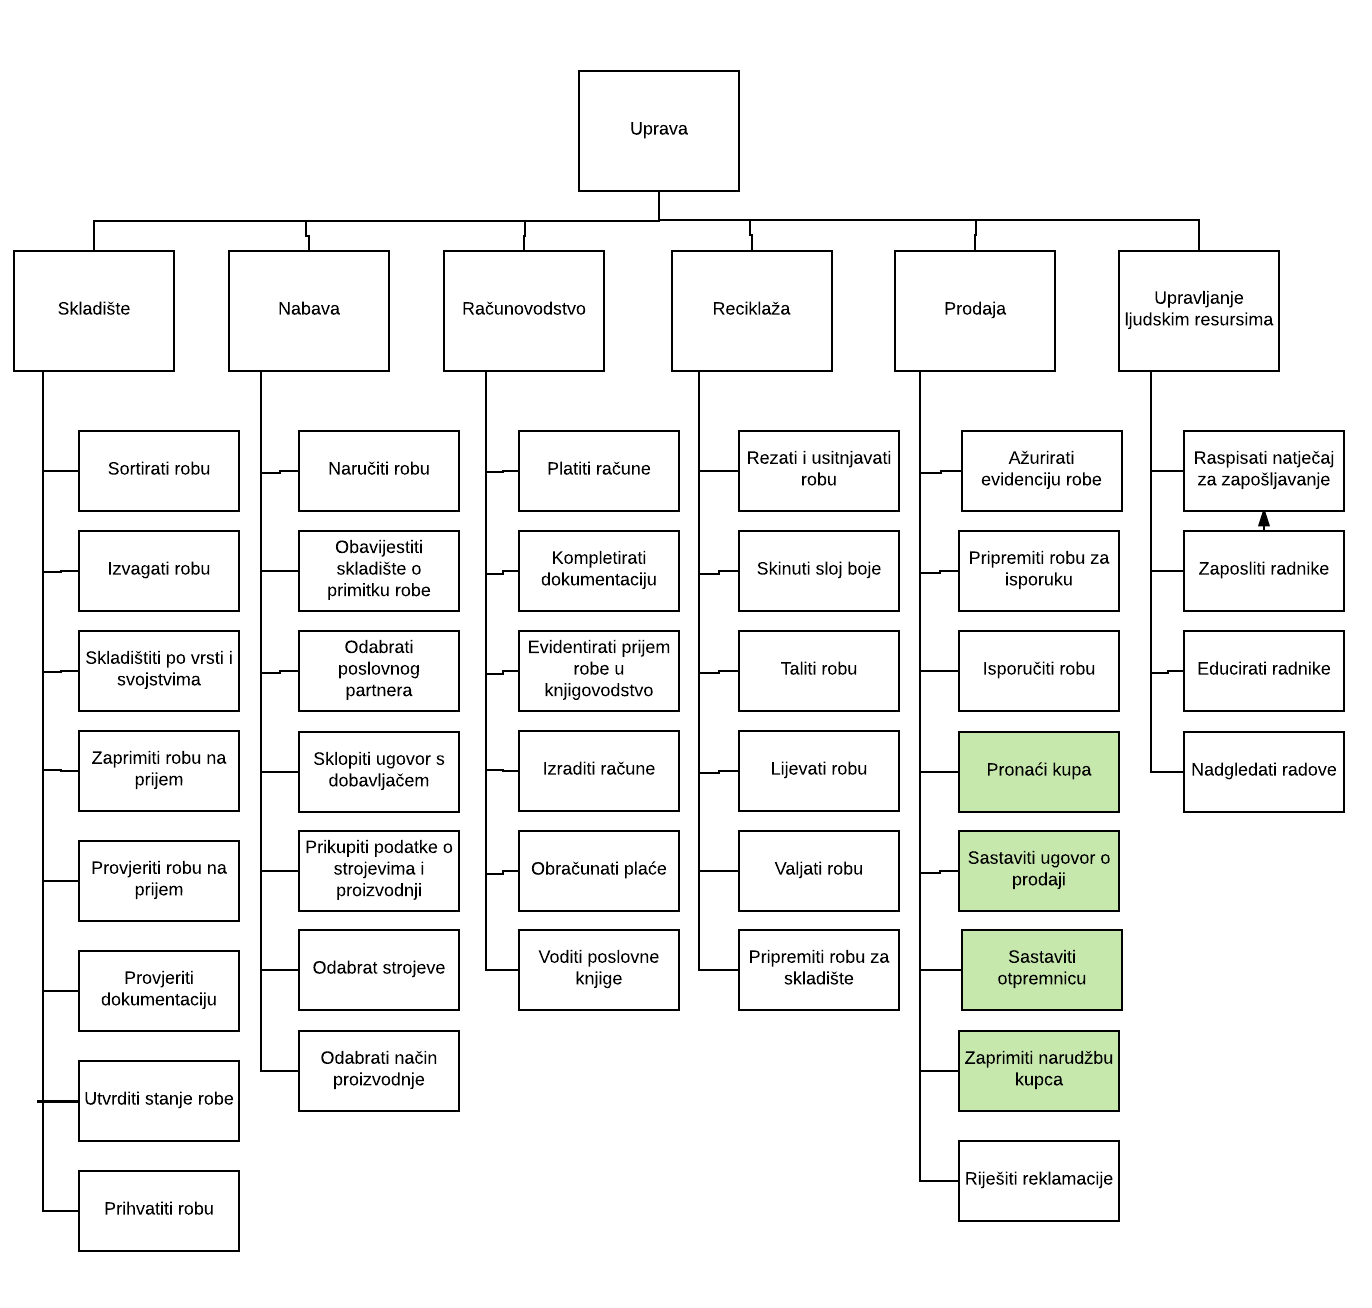 Uprava
Skladište
Nabava
Računovodstvo
Reciklaža
Prodaja
Upravljanje
ljudskim resursima
Sortirati robu
Izvagati robu
Skladištiti po vrsti i
svojstvima
Zaprimiti robu na
prijem
Provjeriti robu na
prijem
Provjeriti
dokumentaciju
Utvrditi stanje robe
Prihvatiti robu
Naručiti robu
Obavijestiti
skladište o
primitku robe
Odabrati
poslovnog
partnera
Sklopiti ugovor s
dobavljačem
Prikupiti podatke o
strojevima i
proizvodnji
Odabrat strojeve
Odabrati način
proizvodnje
Platiti račune
Kompletirati
dokumentaciju
Evidentirati prijem
robe u
knjigovodstvo
Izraditi račune
Obračunati plaće
Voditi poslovne
knjige
Rezati i usitnjavati
robu
Skinuti sloj boje
Taliti robu
Lijevati robu
Valjati robu
Pripremiti robu za
skladište
Ažurirati
evidenciju robe
Pripremiti robu za
isporuku
Isporučiti robu
Pronaći kupa
Sastaviti ugovor o
prodaji
Sastaviti
otpremnicu
Zaprimiti narudžbu
kupca
Riješiti reklamacije
Raspisati natječaj
za zapošljavanje
Zaposliti radnike
Educirati radnike
Nadgledati radove